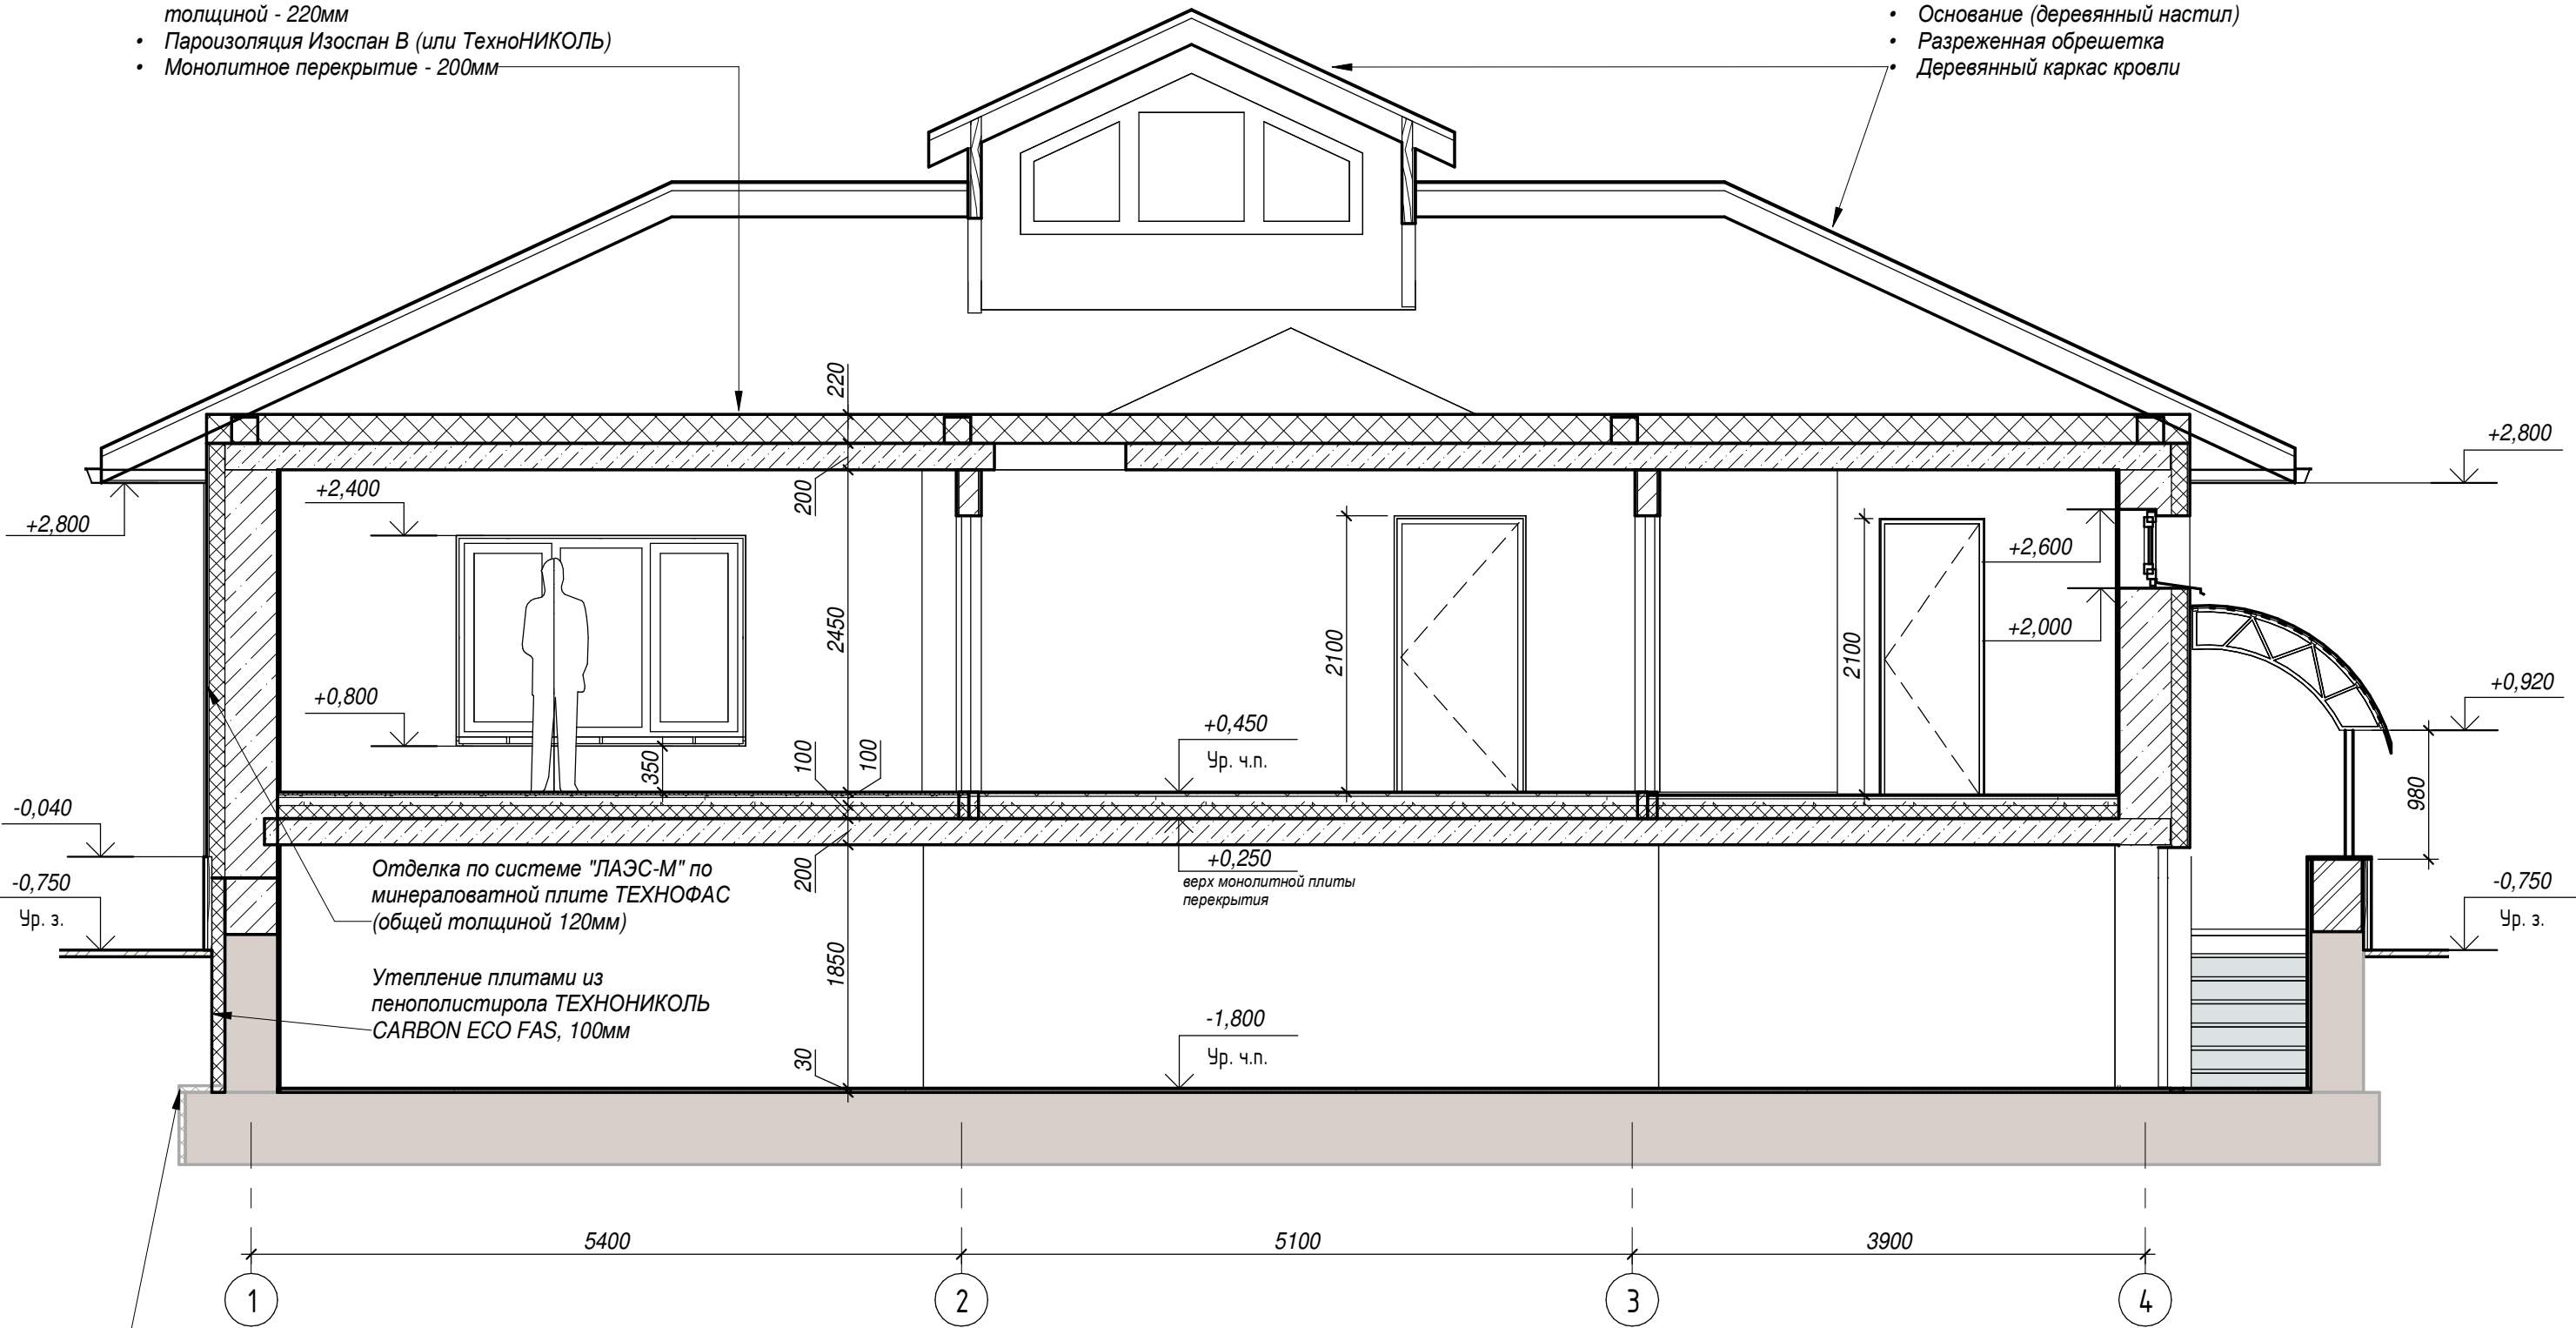 толщиной - 220мм
• Пароизоляция Изоспан В (или ТехноНИКОЛЬ)
• Монолитное перекрытие - 200мм
• Основание (деревянный настил)
• Разреженная обрешетка
• Деревянный каркас кровли
220
200
2450
100
100
200
1850
30
+2,800
+2,400
+0,800
350
-0,040
-0,750
Ур. з.
Отделка по системе "ЛАЭС-М" по
минераловатной плите ТЕХНОФАС
(общей толщиной 120мм)
Утепление плитами из
пенополистирола ТЕХНОНИКОЛЬ
CARBON ECO FAS, 100мм
+0,450
Ур. ч.п.
+0,250
верх монолитной плиты
перекрытия
-1,800
Ур. ч.п.
2100
2100
+2,600
+2,000
+2,800
+0,920
980
-0,750
Ур. з.
5400
5100
3900
1
2
3
4